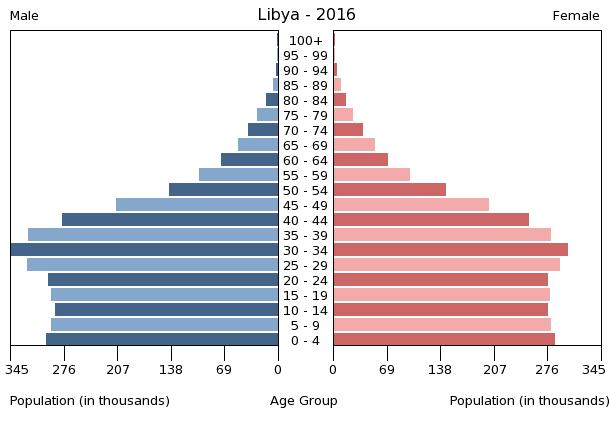 Male Libya - 2016 Female
100+
95 - 99
90 - 94
85 - 89
80 - 84
75 - 79
70 - 74
65 - 69
60 - 64
55 - 59
50 - 54
45 - 49
40 - 44
35 - 39
30 - 34
25 - 29
20 - 24
15 - 19
10 - 14
5 - 9
0 - 4
345 276 207 138 69 0 0 69 138 207 276 345
Population (in thousands) Age Group Population (in thousands)